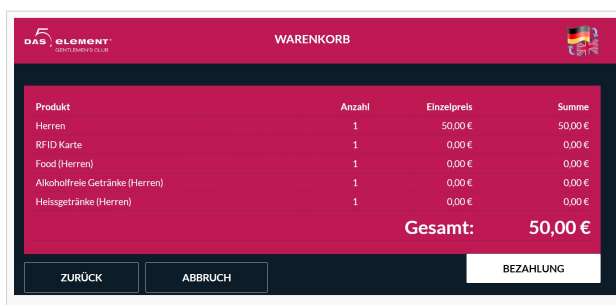 DAS 5 ELEMENT
GENTLEMEN'S CLUB
WARENKORB
Produkt Anzahl Einzelpreis Summe
Herren 1 50,00 € 50,00 €
RFID Karte 1 0,00 € 0,00 €
Food (Herren) 1 0,00 € 0,00 €
Alkoholfreie Getränke (Herren) 1 0,00 € 0,00 €
Heissgetränke (Herren) 1 0,00 € 0,00 €
Gesamt: 50,00 €
ZURÜCK ABBRUCH BEZAHLUNG